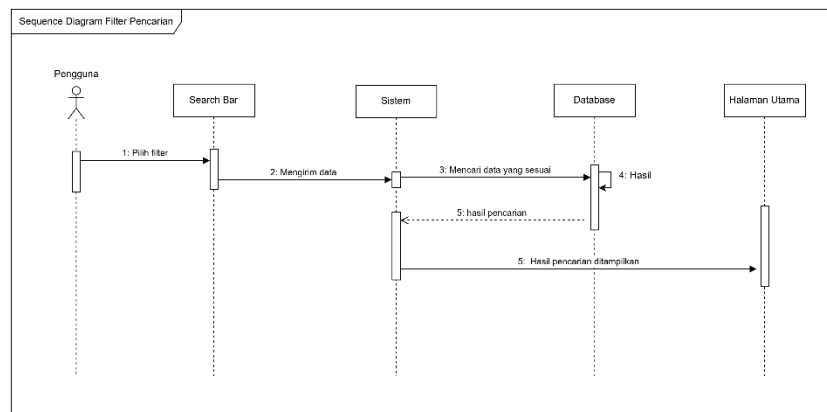 Sequence Diagram Filter Pencarian
Pengguna
Search Bar
Sistem
Database
Halaman Utama
1: Pilih filter
2: Mengirim data
3: Mencari data yang sesuai
4: Hasil
5: hasil pencarian
5: Hasil pencarian ditampilkan